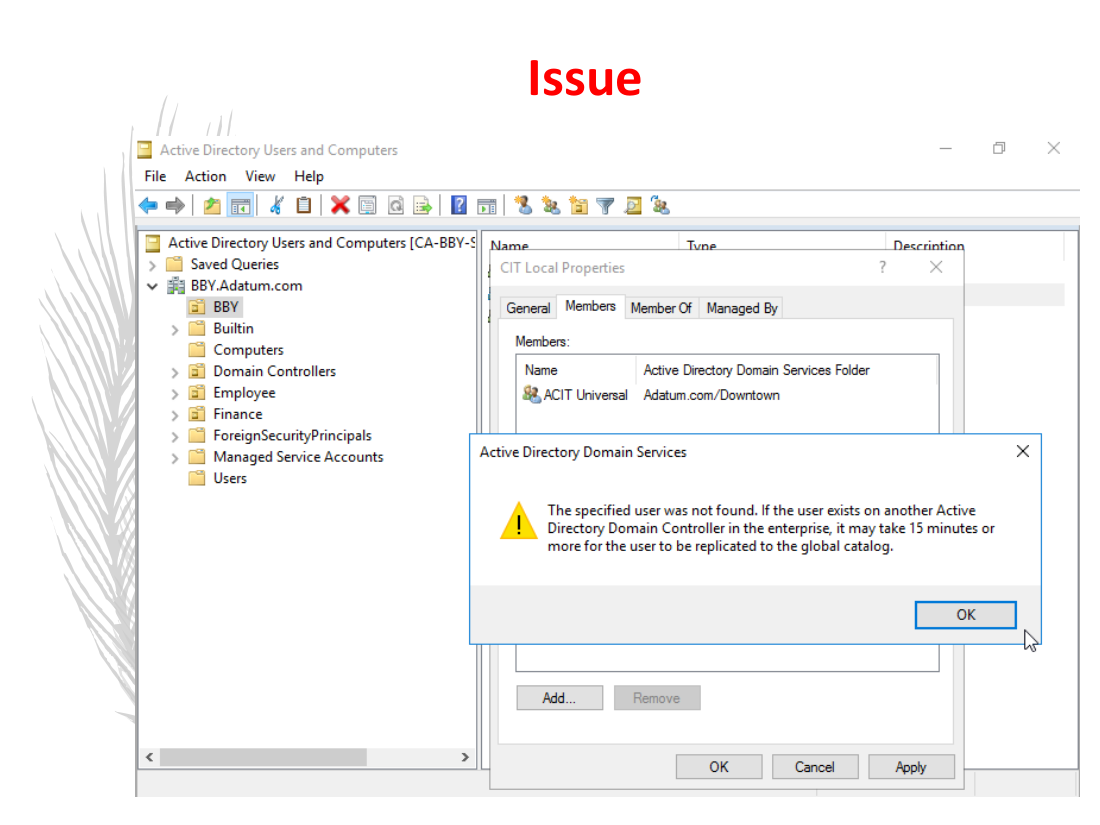 Issue
Active Directory Users and Computers
File Action View Help
Active Directory Users and Computers [CA-BBY-S
Saved Queries
BBY.Adatum.com
BBY
Builtin
Computers
Domain Controllers
Employee
Finance
ForeignSecurityPrincipals
Managed Service Accounts
Users
Name Type Description
CIT Local Properties
General Members Member Of Managed By
Members:
Name Active Directory Domain Services Folder
ACIT Universal Adatum.com/Downtown
Active Directory Domain Services
The specified user was not found. If the user exists on another Active
Directory Domain Controller in the enterprise, it may take 15 minutes or
more for the user to be replicated to the global catalog.
OK
Add... Remove
OK Cancel Apply